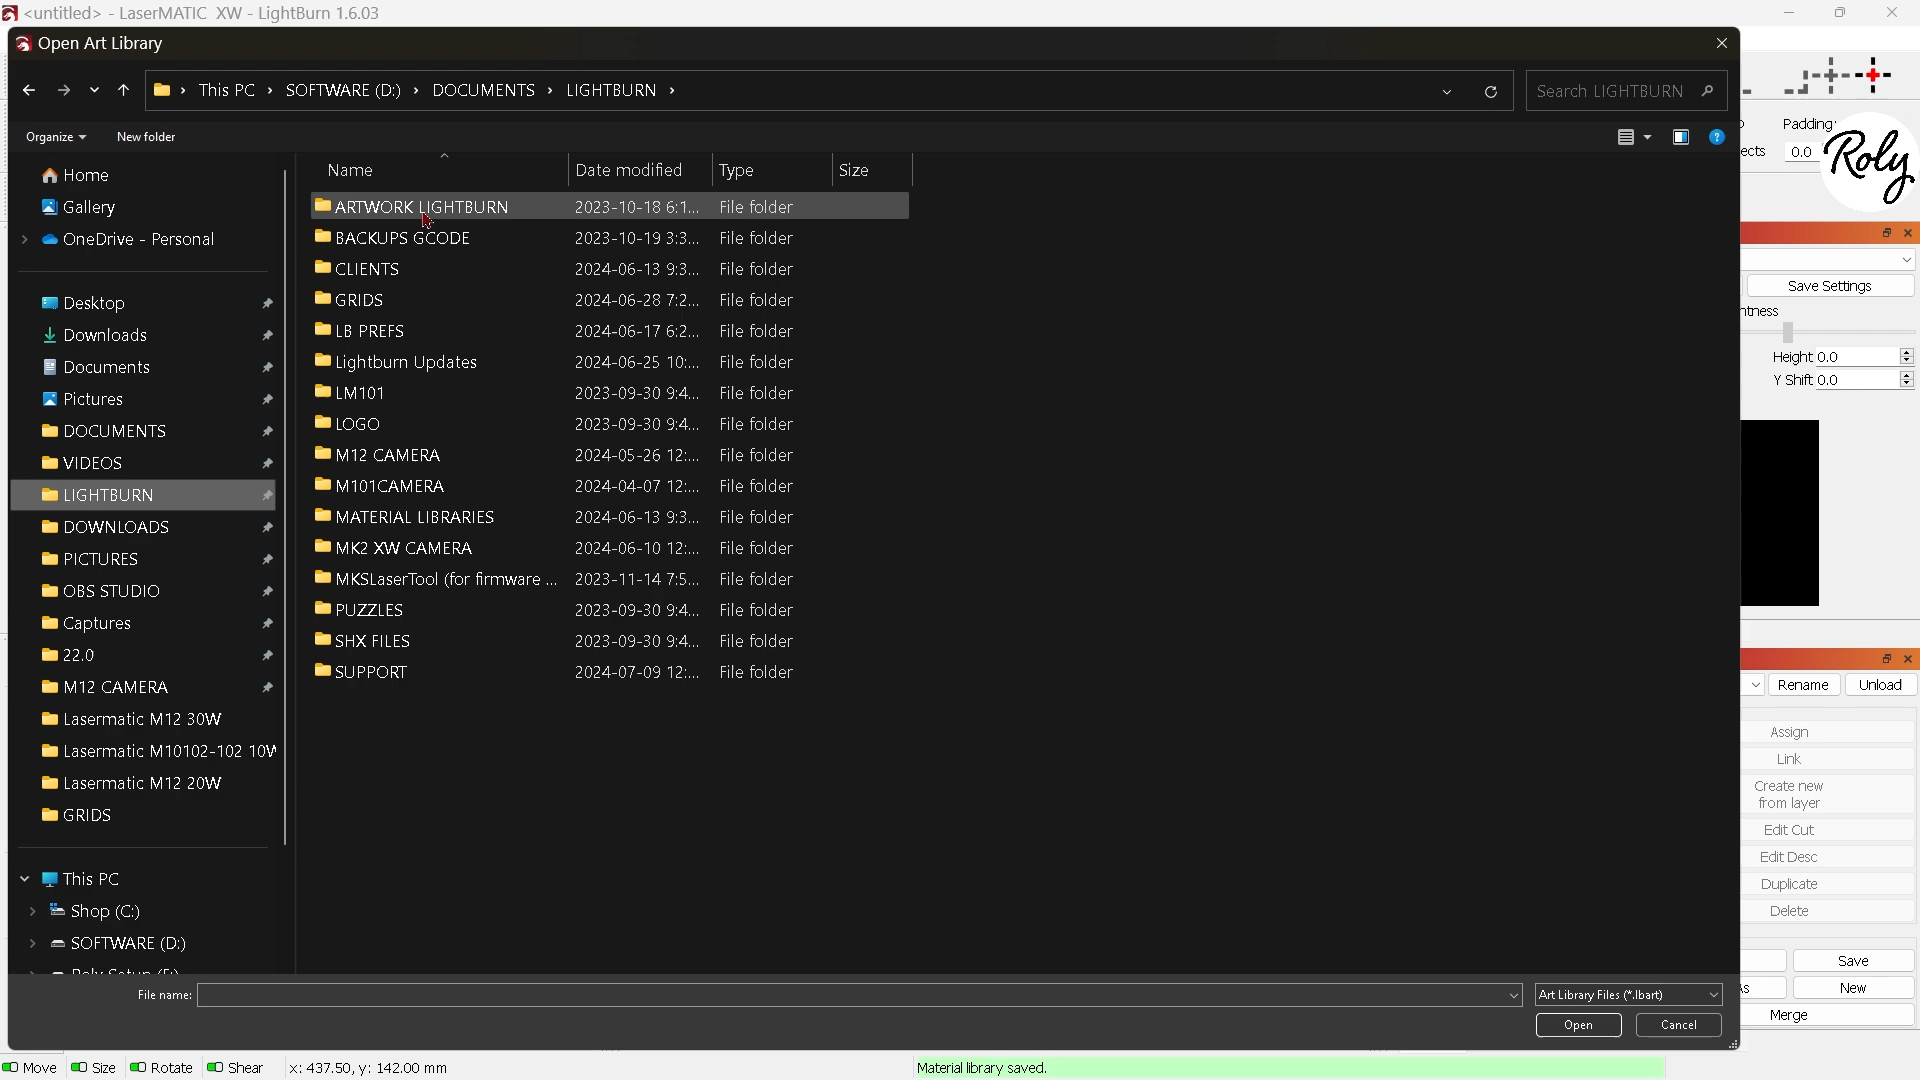 <untitled> - LaserMATIC XW - LightBurn 1.6.03
Open Art Library
This PC > SOFTWARE (D:) > DOCUMENTS > LIGHTBURN >
Search LIGHTBURN
Organize
New folder
Padding:
ects 0.0
Roly
Home
Gallery
OneDrive - Personal
Desktop
Downloads
Documents
Pictures
DOCUMENTS
VIDEOS
LIGHTBURN
DOWNLOADS
PICTURES
OBS STUDIO
Captures
22.0
M12 CAMERA
Lasermatic M12 30W
Lasermatic M10102-102 10W
Lasermatic M12 20W
GRIDS
This PC
Shop (C:)
SOFTWARE (D:)
Name Date modified Type Size
ARTWORK LIGHTBURN 2023-10-18 6:1... File folder
BACKUPS GCODE 2023-10-19 3:3... File folder
CLIENTS 2024-06-13 9:3... File folder
GRIDS 2024-06-28 7:2... File folder
LB PREFS 2024-06-17 6:2... File folder
Lightburn Updates 2024-06-25 10:... File folder
LM101 2023-09-30 9:4... File folder
LOGO 2023-09-30 9:4... File folder
M12 CAMERA 2024-05-26 12:... File folder
M101CAMERA 2024-04-07 12:... File folder
MATERIAL LIBRARIES 2024-06-13 9:3... File folder
MK2 XW CAMERA 2024-06-10 12:... File folder
MKSLaserTool (for firmware ... 2023-11-14 7:5... File folder
PUZZLES 2023-09-30 9:4... File folder
SHX FILES 2023-09-30 9:4... File folder
SUPPORT 2024-07-09 12:... File folder
Save Settings
htness
Height 0.0
Y Shift 0.0
Rename Unload
Assign
Link
Create new
from layer
Edit Cut
Edit Desc
Duplicate
Delete
Save
As New
Merge
File name:
Art Library Files (*.lbart)
Open Cancel
Move Size Rotate Shear x: 437.50, y: 142.00 mm
Material library saved.